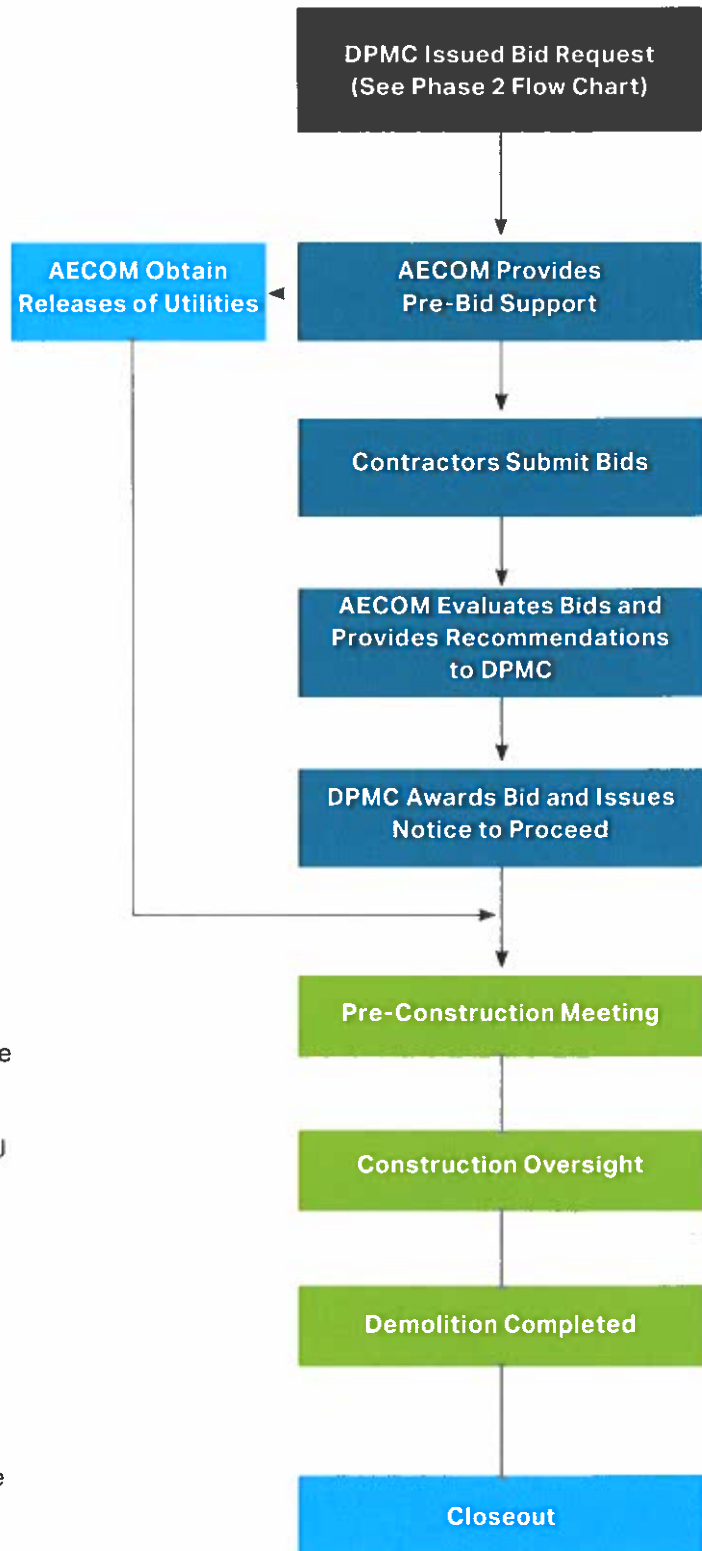 DPMC Issued Bid Request
(See Phase 2 Flow Chart)
AECOM Obtain
Releases of Utilities
AECOM Provides
Pre-Bid Support
Contractors Submit Bids
AECOM Evaluates Bids and
Provides Recommendations
to DPMC
DPMC Awards Bid and Issues
Notice to Proceed
Pre-Construction Meeting
Construction Oversight
Demolition Completed
Closeout